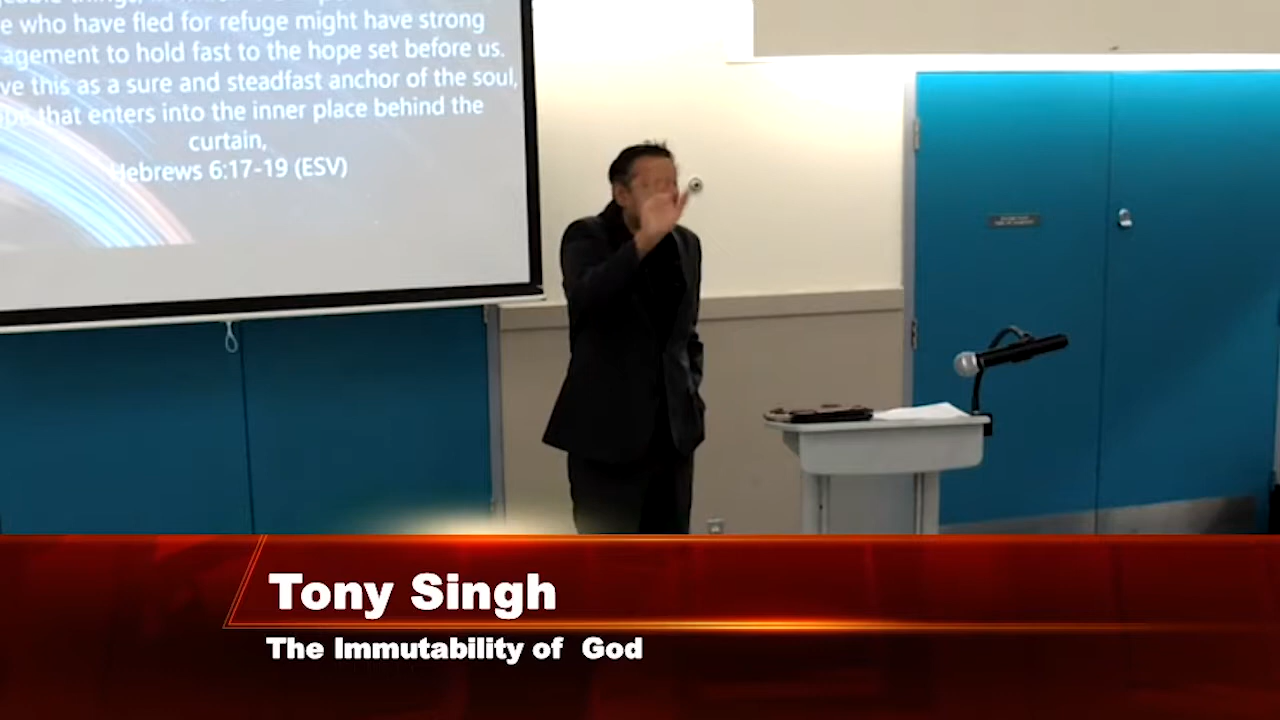 who have fled for refuge might have strong
to hold fast to the hope set before us.
this as a sure and steadfast anchor of the soul,
that enters into the inner place behind the
curtain,
Hebrews 6:17-19 (ESV)
Tony Singh
The Immutability of God